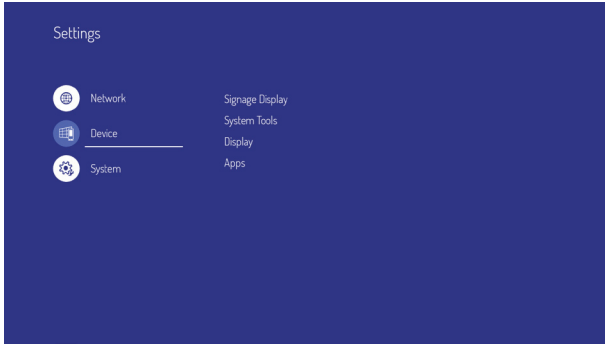 Settings
Network
Device
System
Signage Display
System Tools
Display
Apps